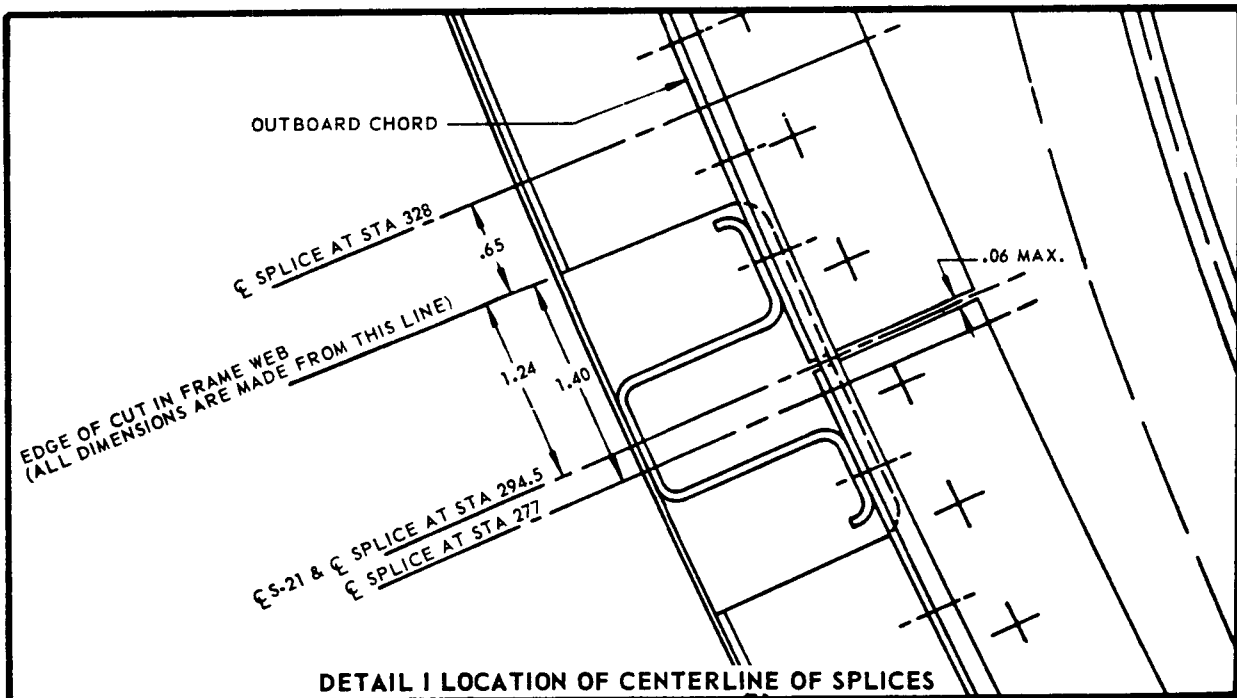 OUTBOARD CHORD
℄ SPLICE AT STA 328
.65
.06 MAX.
EDGE OF CUT IN FRAME WEB
(ALL DIMENSIONS ARE MADE FROM THIS LINE)
1.24
1.40
℄ S-21 & ℄ SPLICE AT STA 294.5
℄ SPLICE AT STA 277
DETAIL I LOCATION OF CENTERLINE OF SPLICES